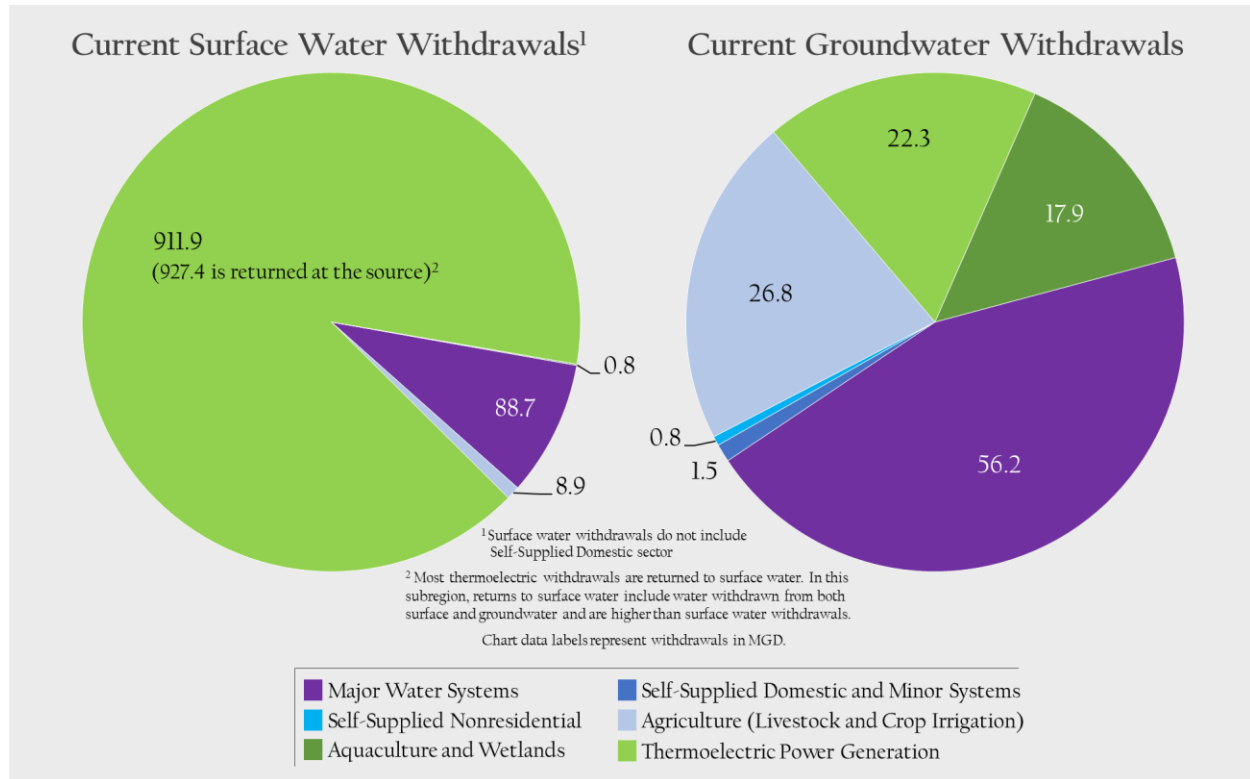 Current Surface Water Withdrawals¹
Current Groundwater Withdrawals
911.9
(927.4 is returned at the source)²
0.8
88.7
8.9
22.3
17.9
26.8
0.8
1.5
56.2
¹ Surface water withdrawals do not include
Self-Supplied Domestic sector
² Most thermoelectric withdrawals are returned to surface water. In this
subregion, returns to surface water include water withdrawn from both
surface and groundwater and are higher than surface water withdrawals.
Chart data labels represent withdrawals in MGD.
Major Water Systems
Self-Supplied Domestic and Minor Systems
Self-Supplied Nonresidential
Agriculture (Livestock and Crop Irrigation)
Aquaculture and Wetlands
Thermoelectric Power Generation